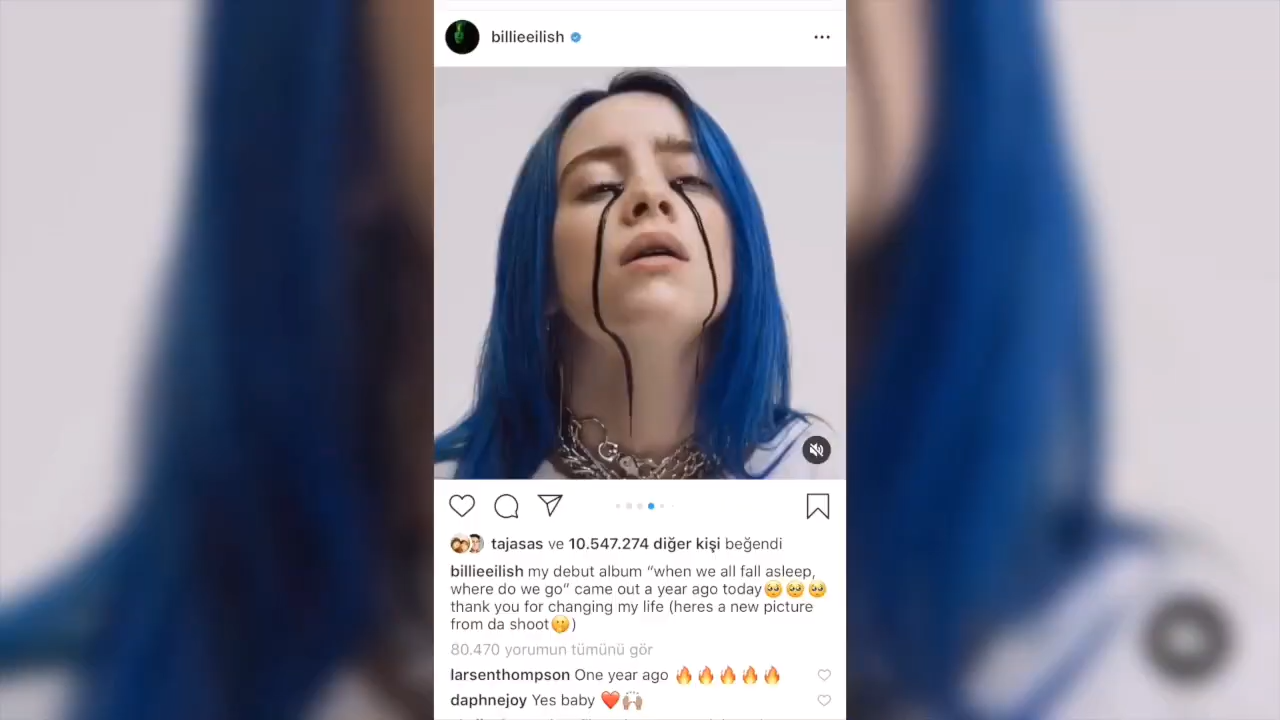 billieeilish
tajasas ve 10.547.274 diğer kişi beğendi
billieeilish my debut album “when we all fall asleep,
where do we go” came out a year ago today🥺🥺🥺
thank you for changing my life (heres a new picture
from da shoot🤫)
80.470 yorumun tümünü gör
larsenthompson One year ago 🔥🔥🔥🔥🔥
daphnejoy Yes baby ❤️🙌🏽